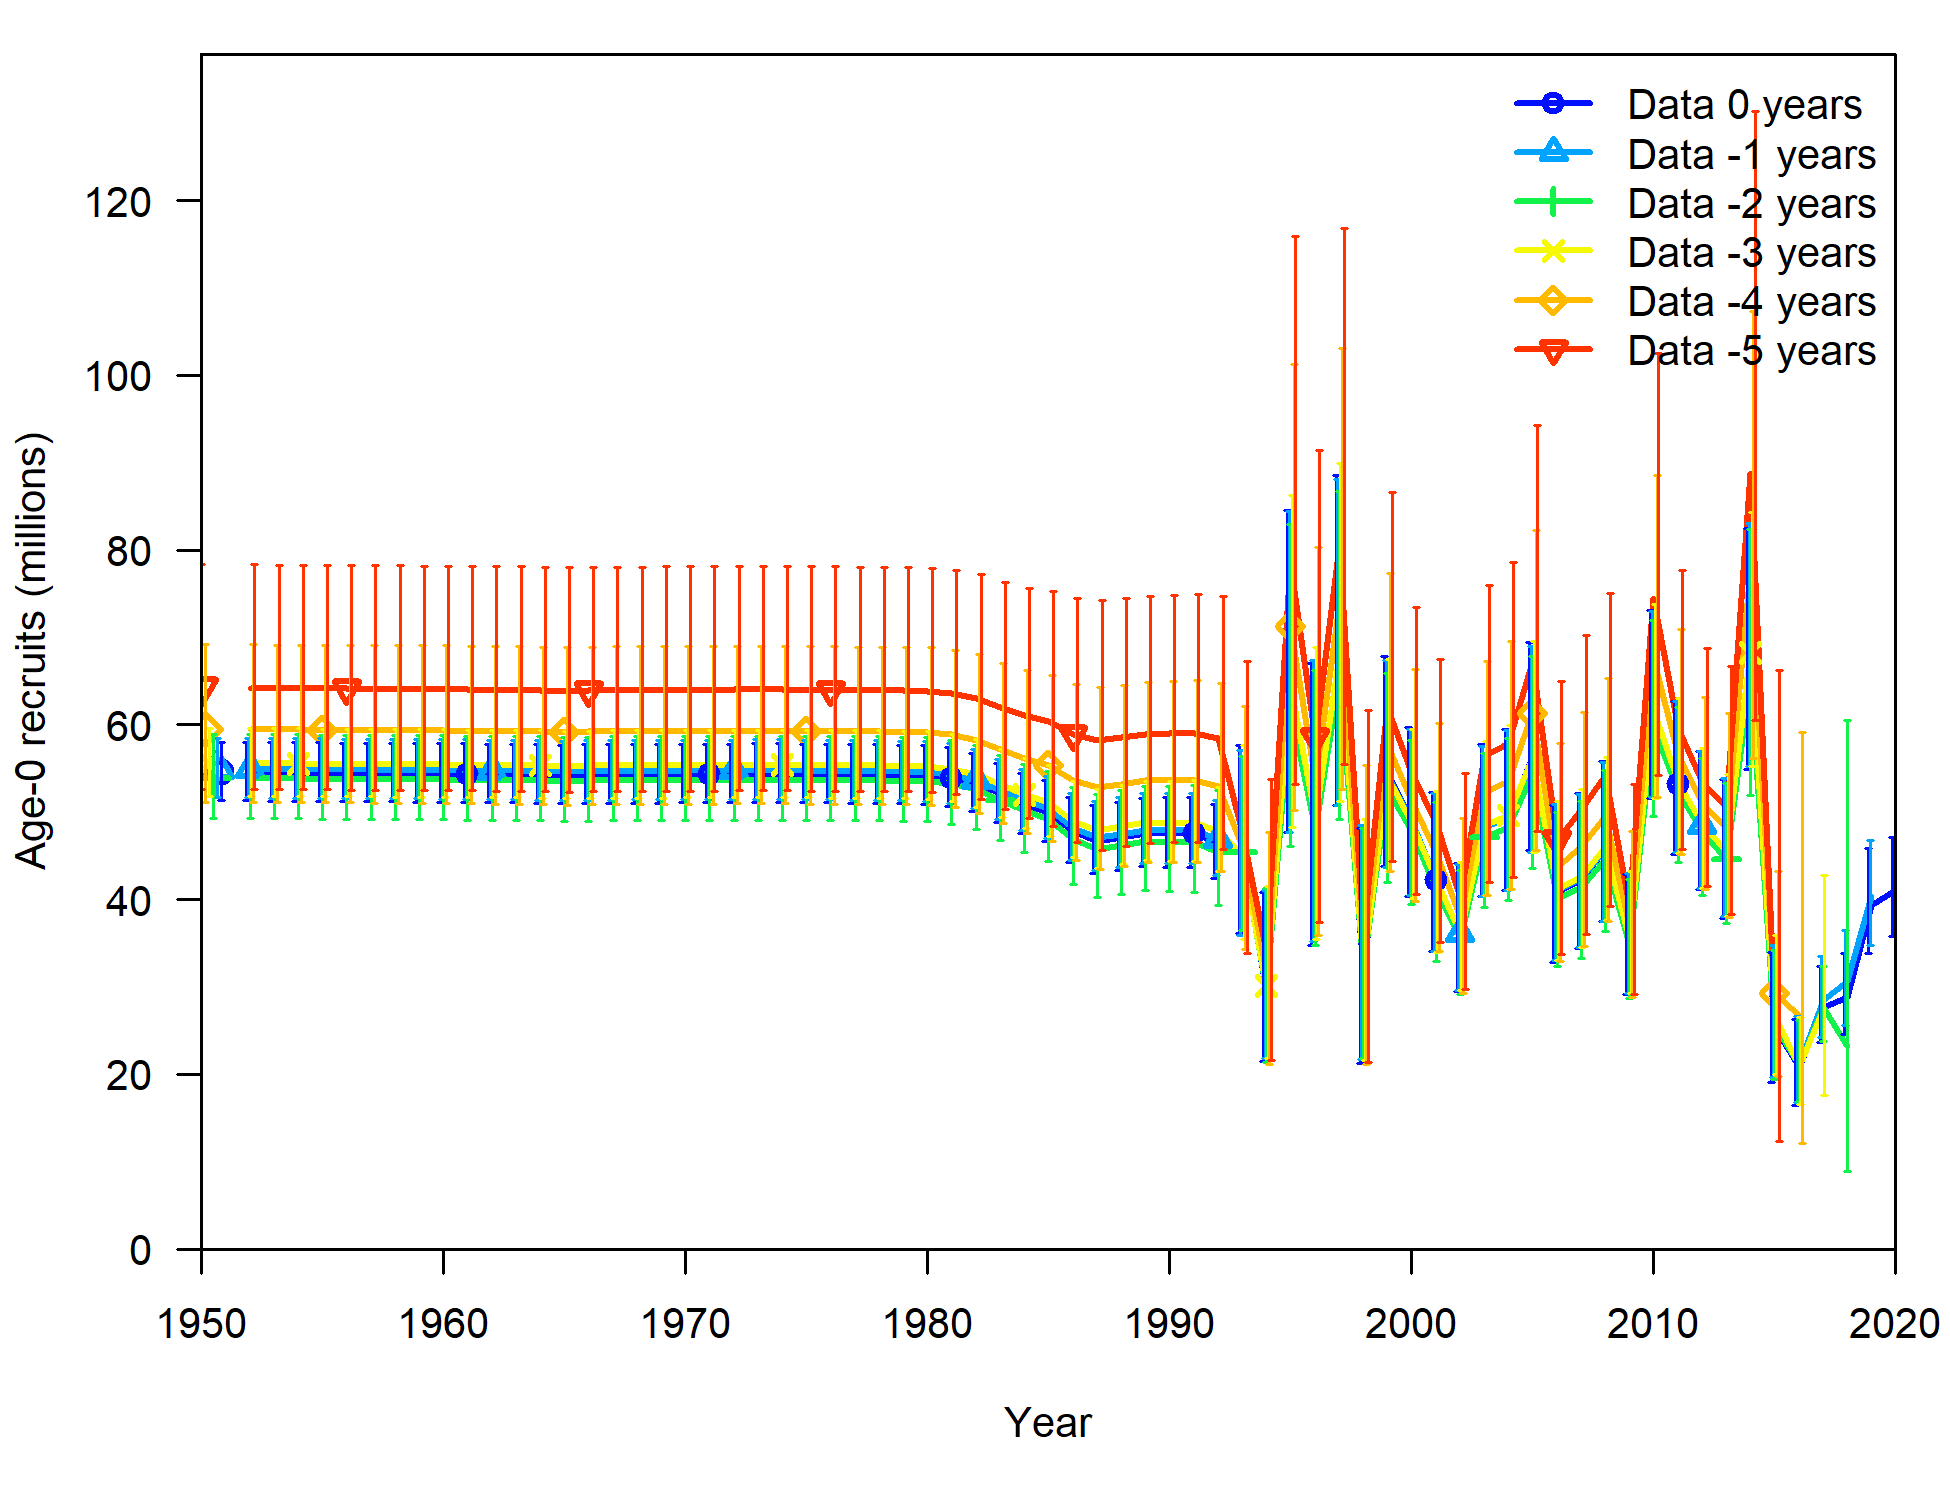 Data 0 years
Data -1 years
Data -2 years
Data -3 years
Data -4 years
Data -5 years
120
100
80
60
40
20
0
Age-0 recruits (millions)
1950 1960 1970 1980 1990 2000 2010 2020
Year